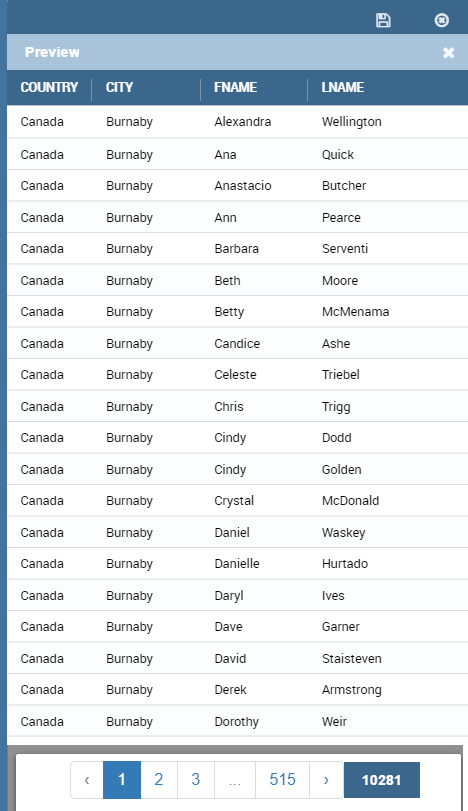 Preview
COUNTRY CITY FNAME LNAME
Canada Burnaby Alexandra Wellington
Canada Burnaby Ana Quick
Canada Burnaby Anastacio Butcher
Canada Burnaby Ann Pearce
Canada Burnaby Barbara Serventi
Canada Burnaby Beth Moore
Canada Burnaby Betty McMenama
Canada Burnaby Candice Ashe
Canada Burnaby Celeste Triebel
Canada Burnaby Chris Trigg
Canada Burnaby Cindy Dodd
Canada Burnaby Cindy Golden
Canada Burnaby Crystal McDonald
Canada Burnaby Daniel Waskey
Canada Burnaby Danielle Hurtado
Canada Burnaby Daryl Ives
Canada Burnaby Dave Garner
Canada Burnaby David Staisteven
Canada Burnaby Derek Armstrong
Canada Burnaby Dorothy Weir
‹ 1 2 3 ... 515 › 10281